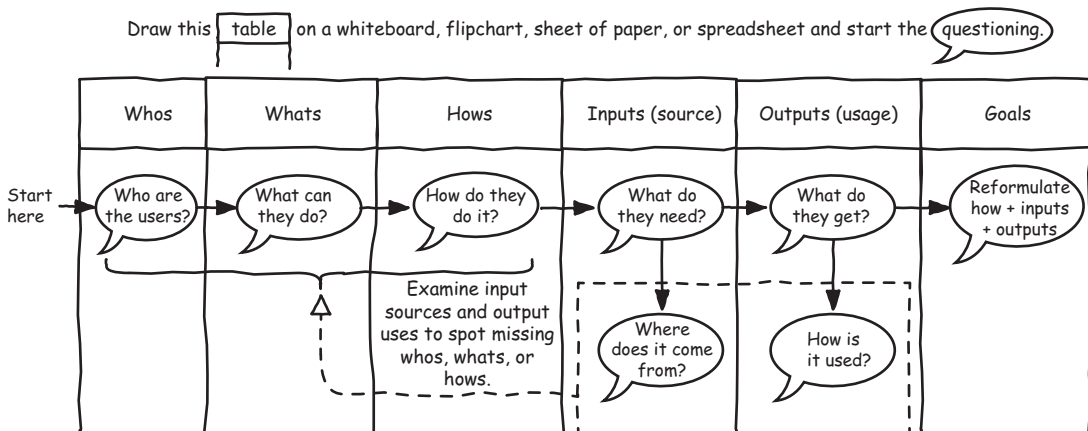 Draw this table on a whiteboard, flipchart, sheet of paper, or spreadsheet and start the questioning.
Whos Whats Hows Inputs (source) Outputs (usage) Goals
Start
here
Who are
the users?
What can
they do?
How do they
do it?
What do
they need?
What do
they get?
Reformulate
how + inputs
+ outputs
Examine input
sources and output
uses to spot missing
whos, whats, or
hows.
Where
does it come
from?
How is
it used?